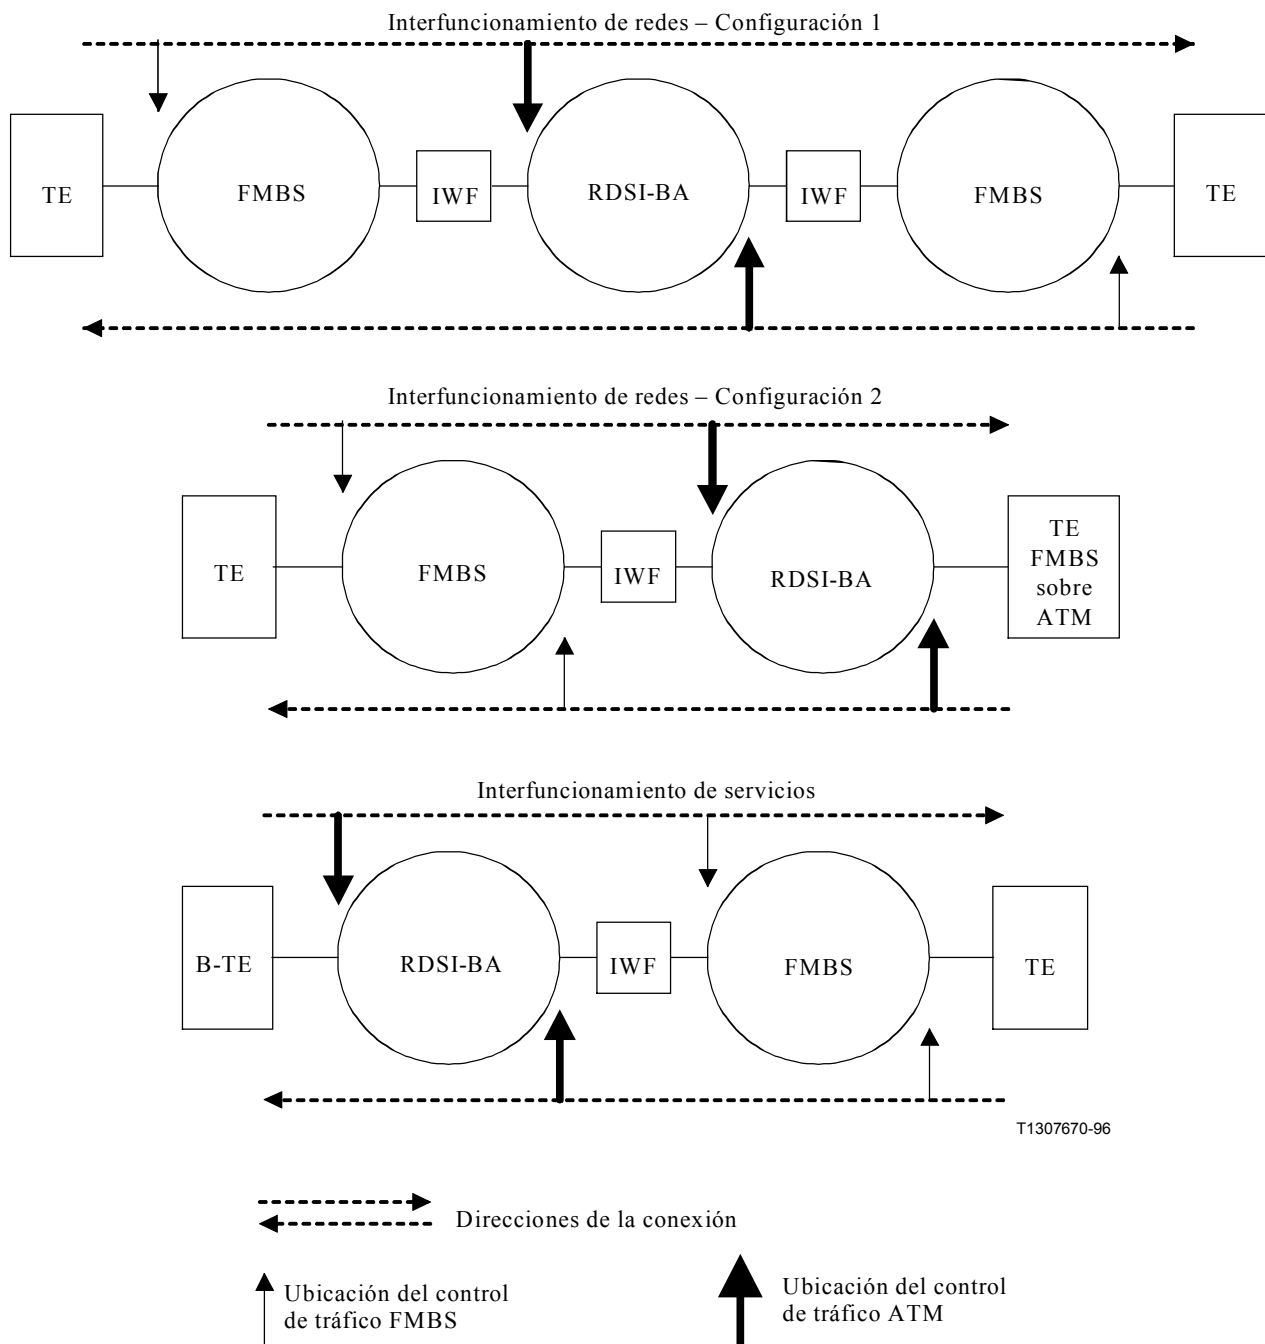 Interfuncionamiento de redes – Configuración 1
TE
FMBS
IWF
RDSI-BA
IWF
FMBS
TE
Interfuncionamiento de redes – Configuración 2
TE
FMBS
IWF
RDSI-BA
TE
FMBS
sobre
ATM
Interfuncionamiento de servicios
B-TE
RDSI-BA
IWF
FMBS
TE
T1307670-96
Direcciones de la conexión
Ubicación del control
de tráfico FMBS
Ubicación del control
de tráfico ATM